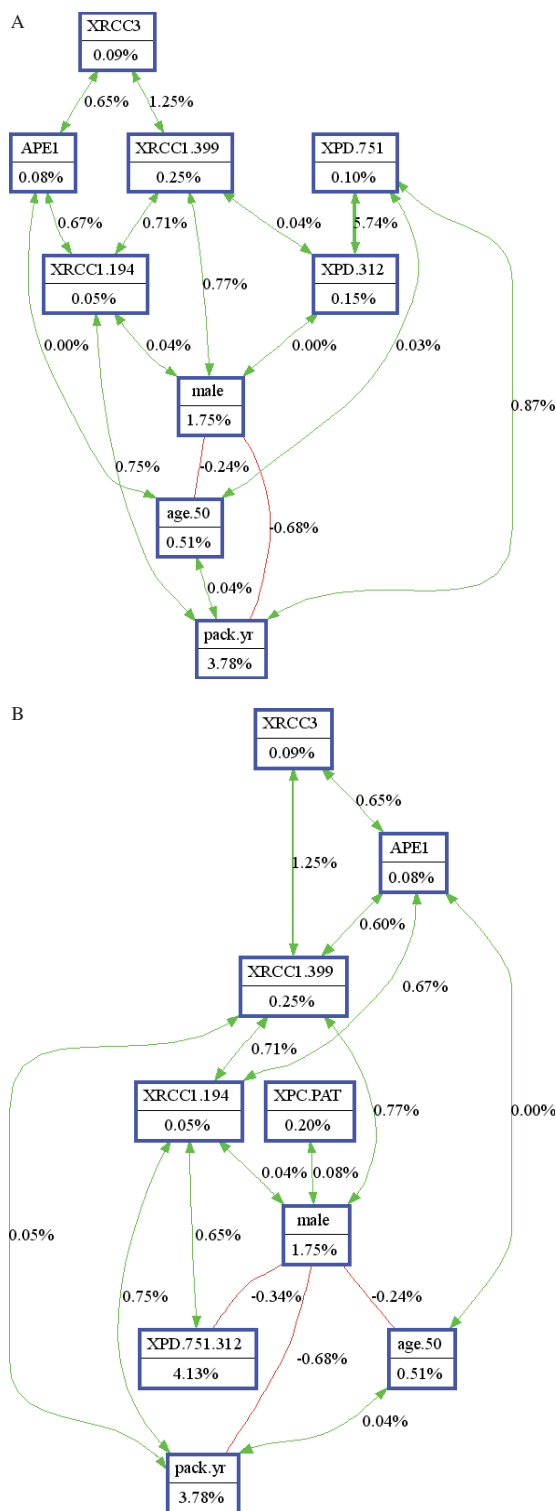 A
XRCC3
0.09%
0.65%
1.25%
APE1
0.08%
XRCC1.399
0.25%
XPD.751
0.10%
0.67%
0.71%
0.04%
5.74%
XRCC1.194
0.05%
XPD.312
0.15%
0.77%
0.00%
0.04%
0.00%
0.03%
male
1.75%
0.87%
0.75%
-0.24%
age.50
0.51%
-0.68%
0.04%
pack.yr
3.78%
B
XRCC3
0.09%
0.65%
1.25%
APE1
0.08%
0.60%
XRCC1.399
0.25%
0.67%
0.71%
XRCC1.194
0.05%
XPC.PAT
0.20%
0.77%
0.00%
0.04%
0.08%
male
1.75%
0.05%
0.65%
0.75%
-0.34%
-0.24%
-0.68%
XPD.751.312
4.13%
age.50
0.51%
0.04%
pack.yr
3.78%